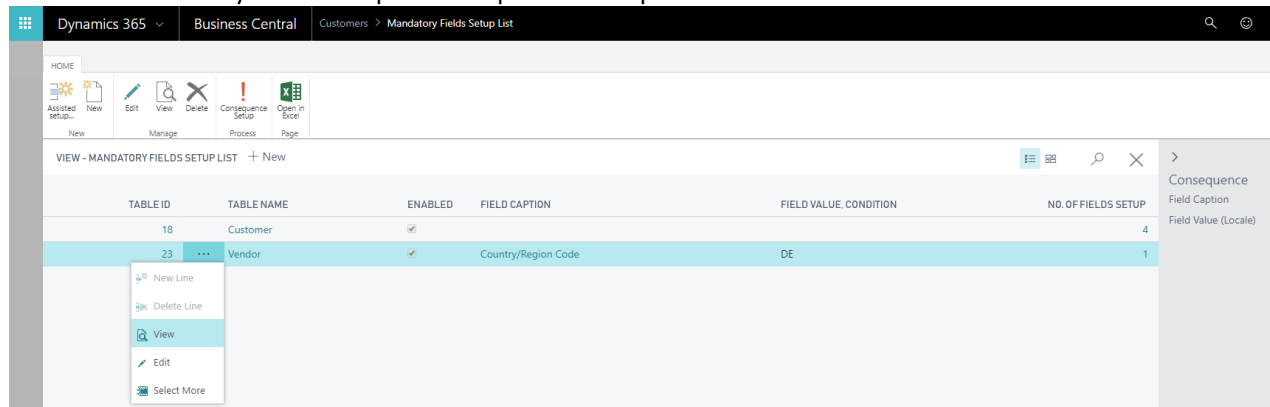 Dynamics 365 Business Central Customers > Mandatory Fields Setup List
HOME
Assisted setup... New Edit View Delete Consequence Setup Open in Excel
New Manage Process Page
VIEW - MANDATORY FIELDS SETUP LIST + New
Consequence
Field Caption
Field Value (Locale)
TABLE ID TABLE NAME ENABLED FIELD CAPTION FIELD VALUE, CONDITION NO. OF FIELDS SETUP
18 Customer 4
23 ... Vendor Country/Region Code DE 1
New Line
Delete Line
View
Edit
Select More